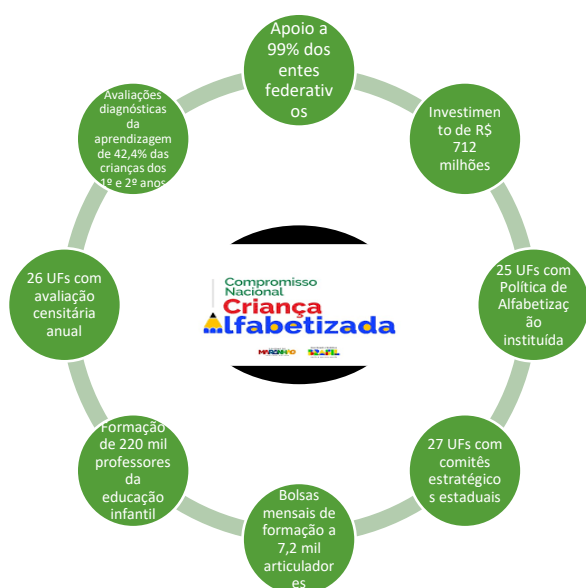 Apoio a
99% dos
entes
federativ
os
Investimen
to de R$
712
milhões
25 UFs com
Política de
Alfabetizaç
ão
instituída
27 UFs com
comitês
estratégico
s estaduais
Bolsas
mensais de
formação a
7,2 mil
articulador
es
Formação
de 220 mil
professores
da
educação
infantil
26 UFs com
avaliação
censitária
anual
Avaliações
diagnósticas
da
aprendizagem
de 42,4% das
crianças dos
1º e 2º anos
Compromisso
Nacional
Criança
Alfabetizada
MARANHÃO
BRASIL